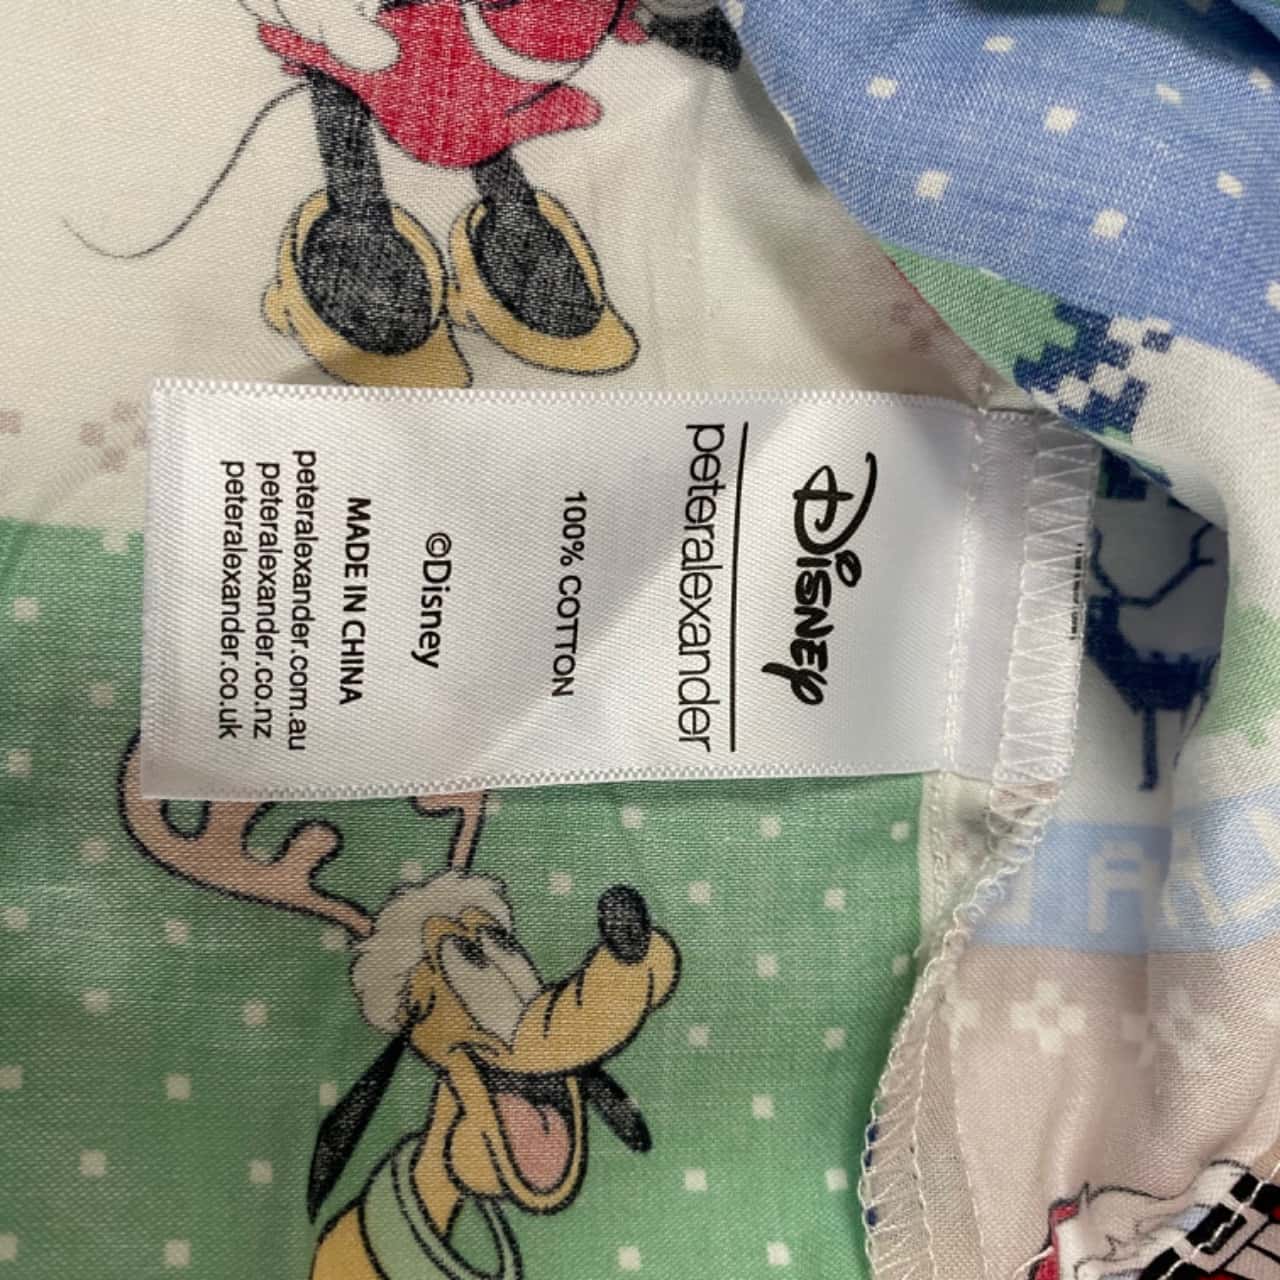 Disney
peteralexander
100% COTTON
©Disney
MADE IN CHINA
peteralexander.com.au
peteralexander.co.nz
peteralexander.co.uk